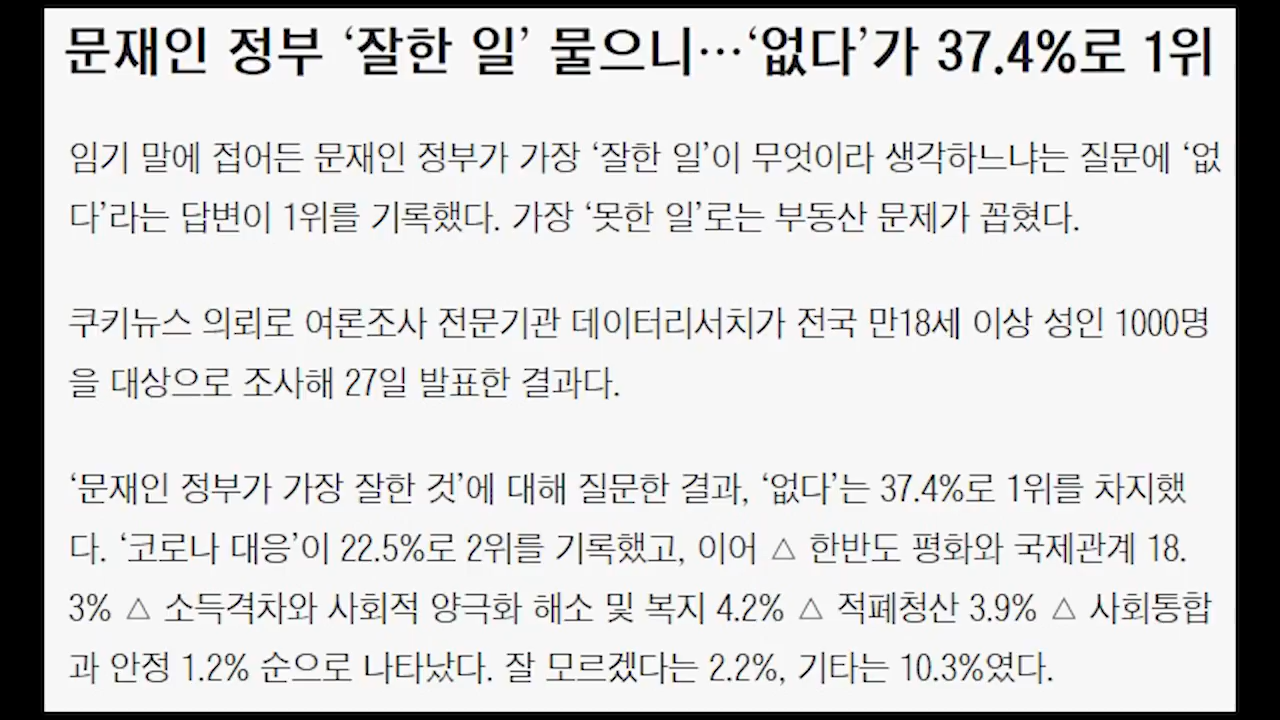 문재인 정부 ‘잘한 일’ 물으니…‘없다’가 37.4%로 1위
임기 말에 접어든 문재인 정부가 가장 ‘잘한 일’이 무엇이라 생각하느냐는 질문에 ‘없
다’라는 답변이 1위를 기록했다. 가장 ‘못한 일’로는 부동산 문제가 꼽혔다.
쿠키뉴스 의뢰로 여론조사 전문기관 데이터리서치가 전국 만18세 이상 성인 1000명
을 대상으로 조사해 27일 발표한 결과다.
‘문재인 정부가 가장 잘한 것’에 대해 질문한 결과, ‘없다’는 37.4%로 1위를 차지했
다. ‘코로나 대응’이 22.5%로 2위를 기록했고, 이어 △ 한반도 평화와 국제관계 18.
3% △ 소득격차와 사회적 양극화 해소 및 복지 4.2% △ 적폐청산 3.9% △ 사회통합
과 안정 1.2% 순으로 나타났다. 잘 모르겠다는 2.2%, 기타는 10.3%였다.